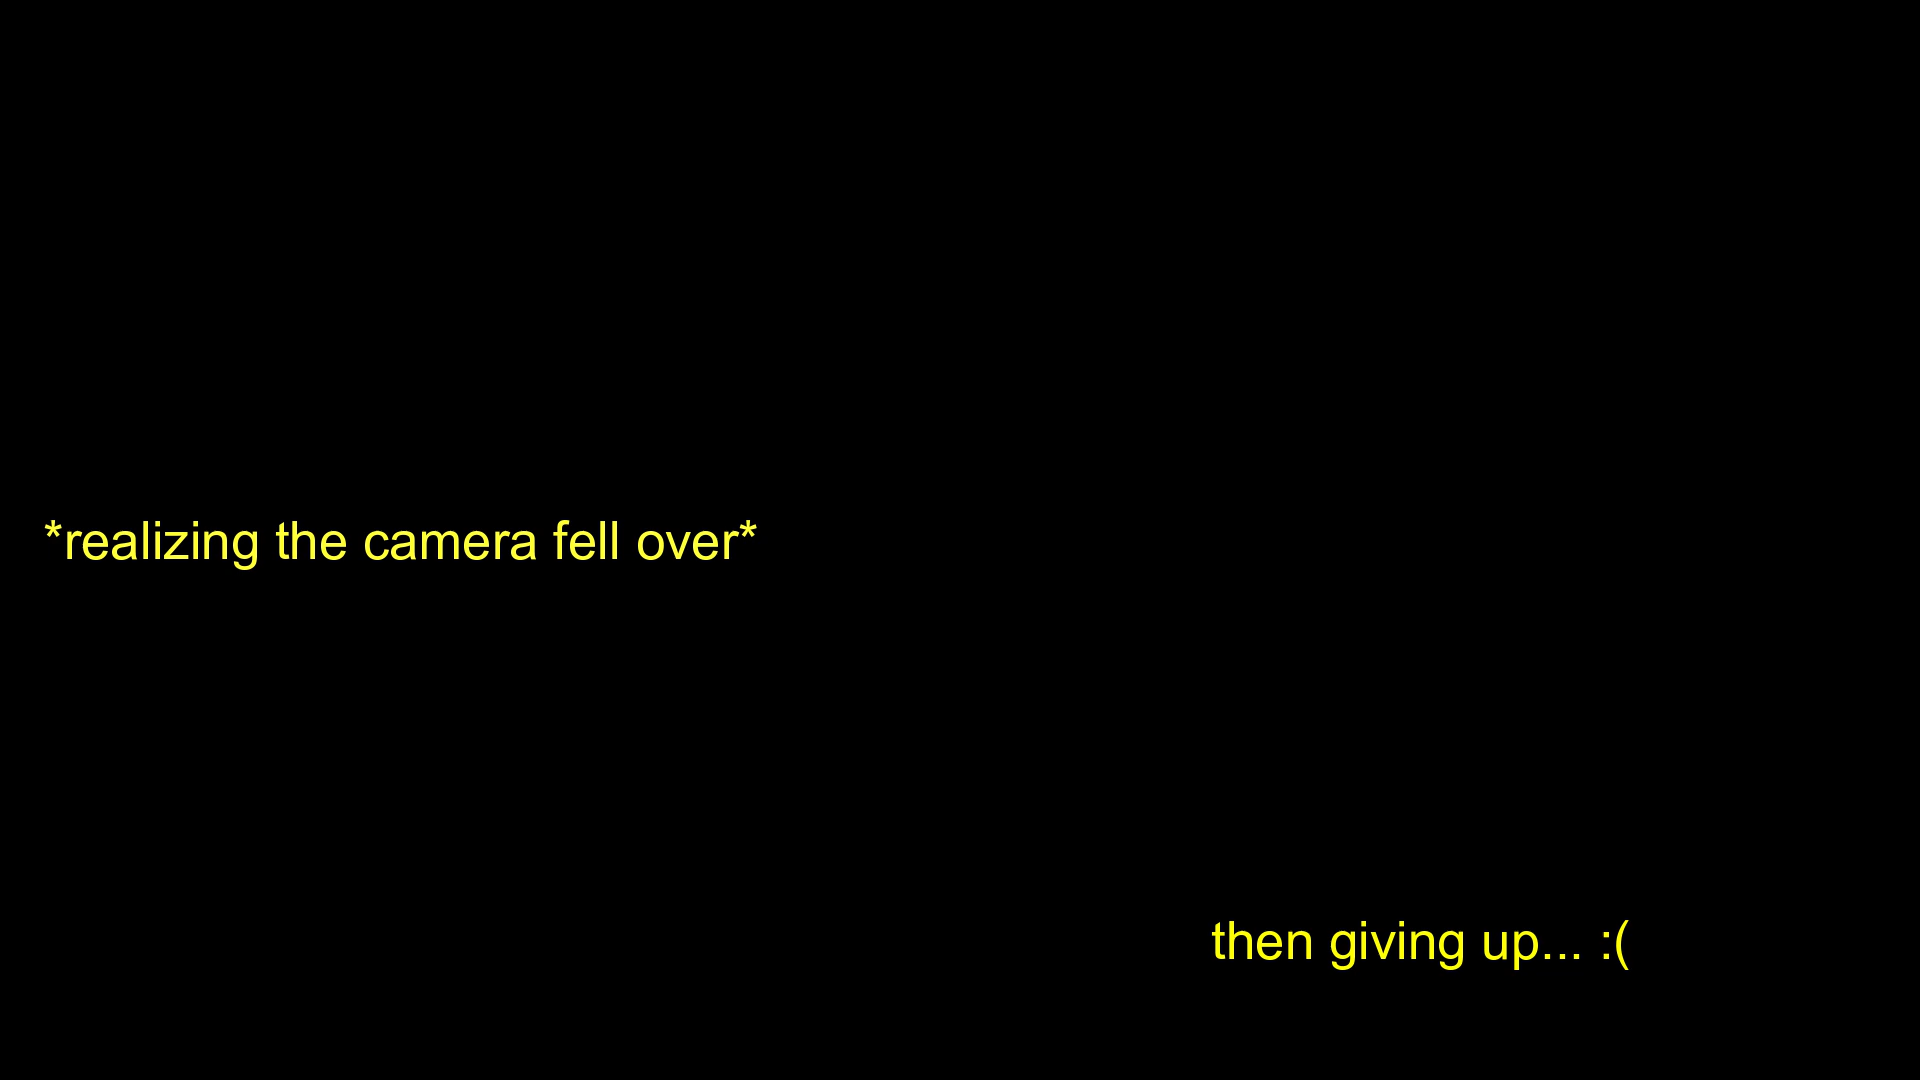 *realizing the camera fell over*
then giving up... :(